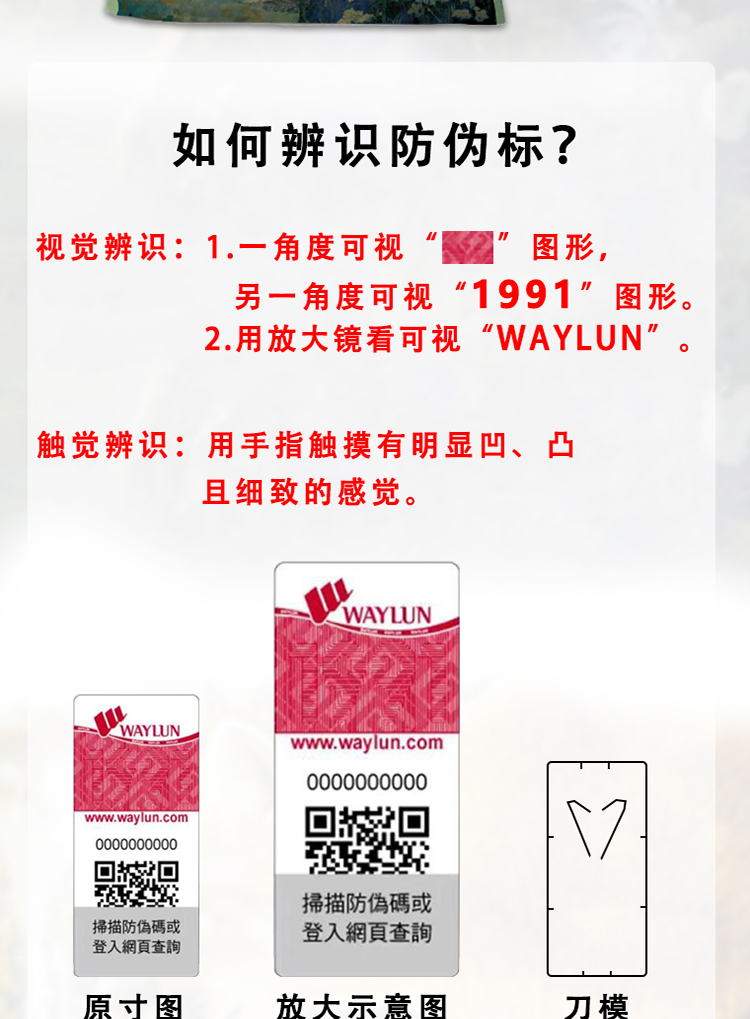 如何辨识防伪标？
视觉辨识：1.一角度可视“ ”图形，
另一角度可视“1991”图形。
2.用放大镜看可视“WAYLUN”。
触觉辨识：用手指触摸有明显凹、凸
且细致的感觉。
WAYLUN
www.waylun.com
0000000000
掃描防偽碼或
登入網頁查詢
原寸图
WAYLUN
www.waylun.com
0000000000
掃描防偽碼或
登入網頁查詢
放大示意图
刀模